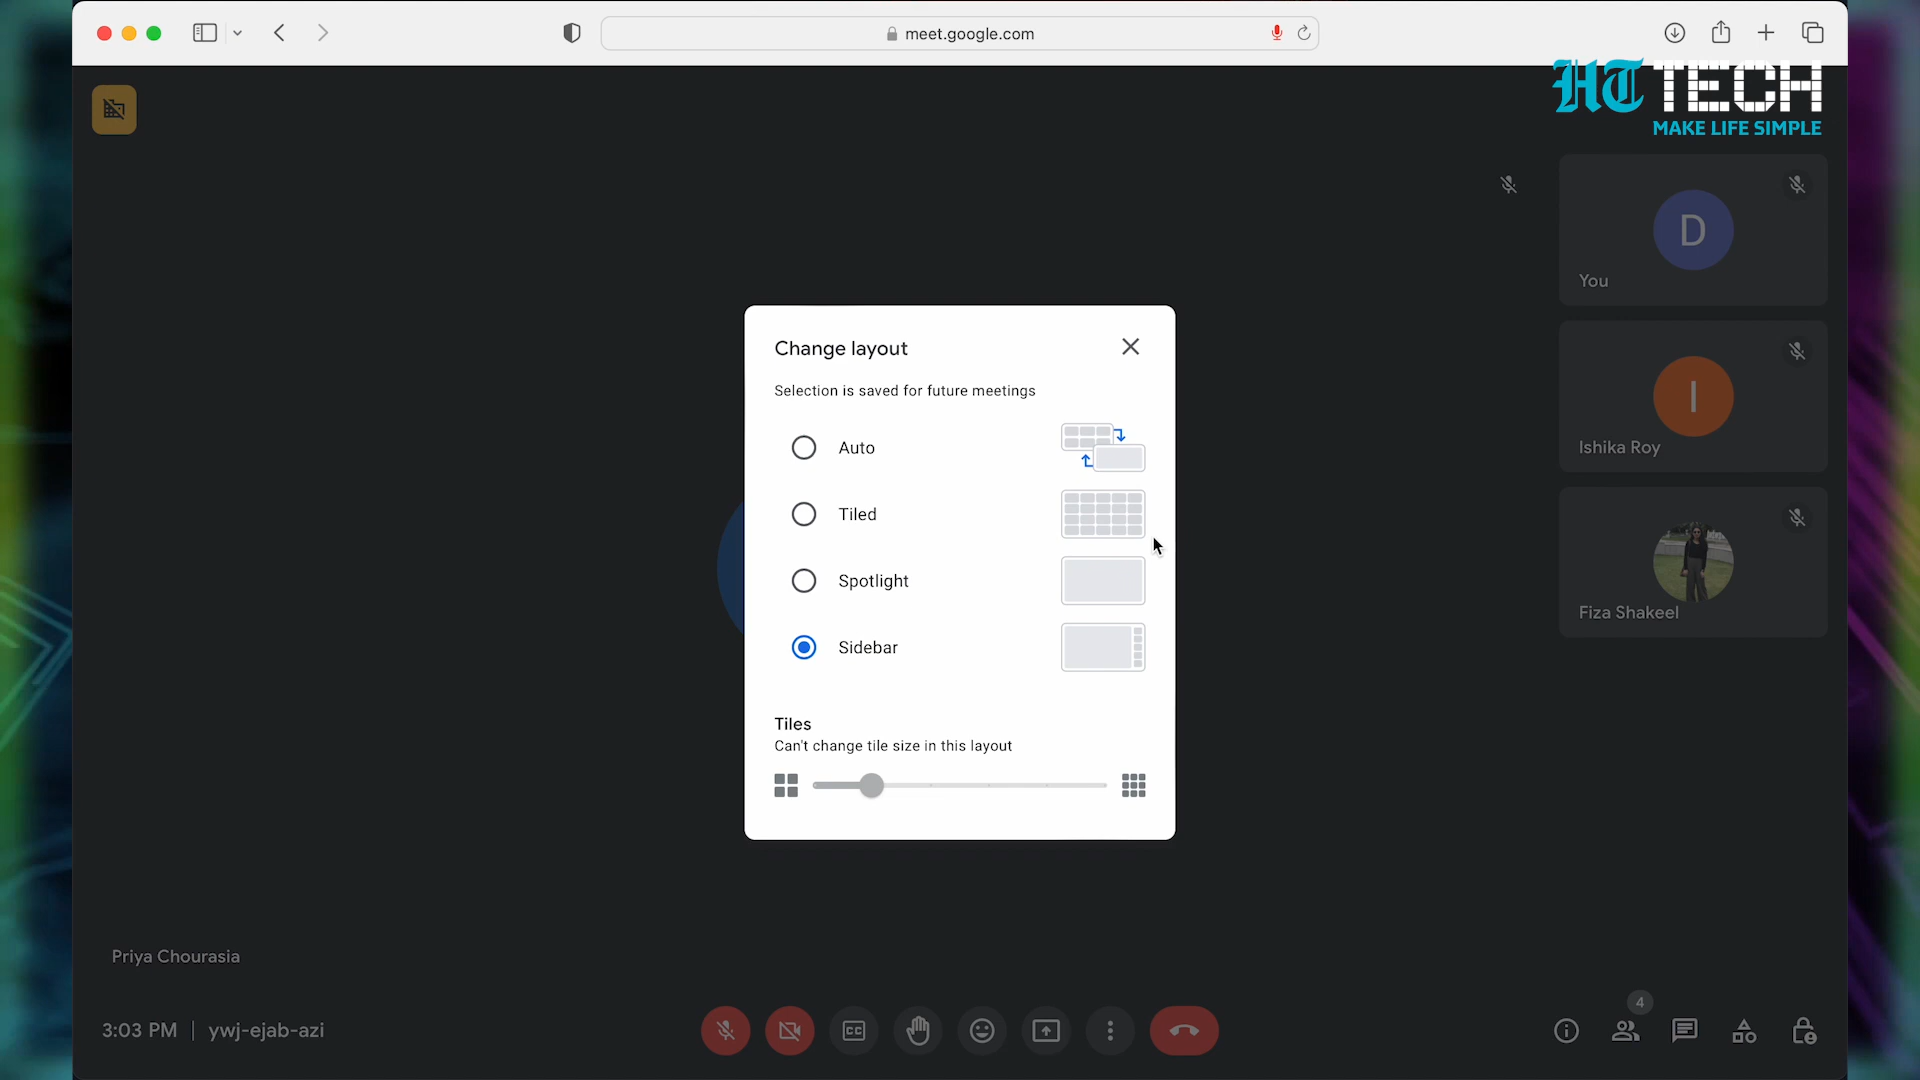 meet.google.com
HT TECH
MAKE LIFE SIMPLE
D
You
I
Ishika Roy
Fiza Shakeel
Change layout
Selection is saved for future meetings
Auto
Tiled
Spotlight
Sidebar
Tiles
Can't change tile size in this layout
Priya Chourasia
3:03 PM | ywj-ejab-azi
CC
4